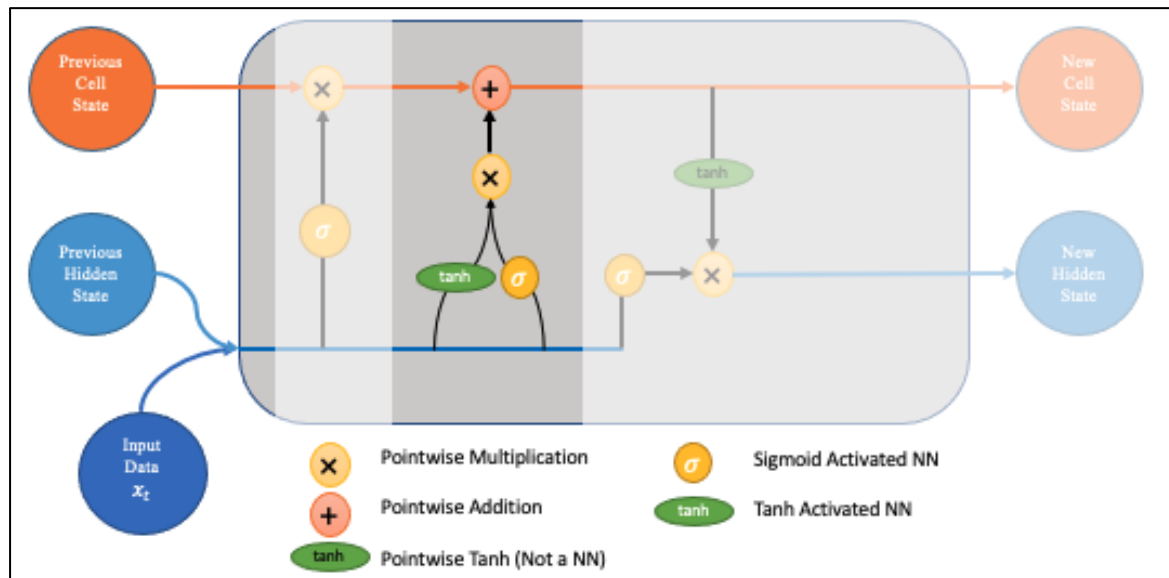 Previous
Cell
State
New
Cell
State
×
+
tanh
×
σ
Previous
Hidden
State
tanh
σ
σ
×
New
Hidden
State
Input
Data
xₜ
× Pointwise Multiplication
σ Sigmoid Activated NN
+ Pointwise Addition
tanh Tanh Activated NN
tanh Pointwise Tanh (Not a NN)